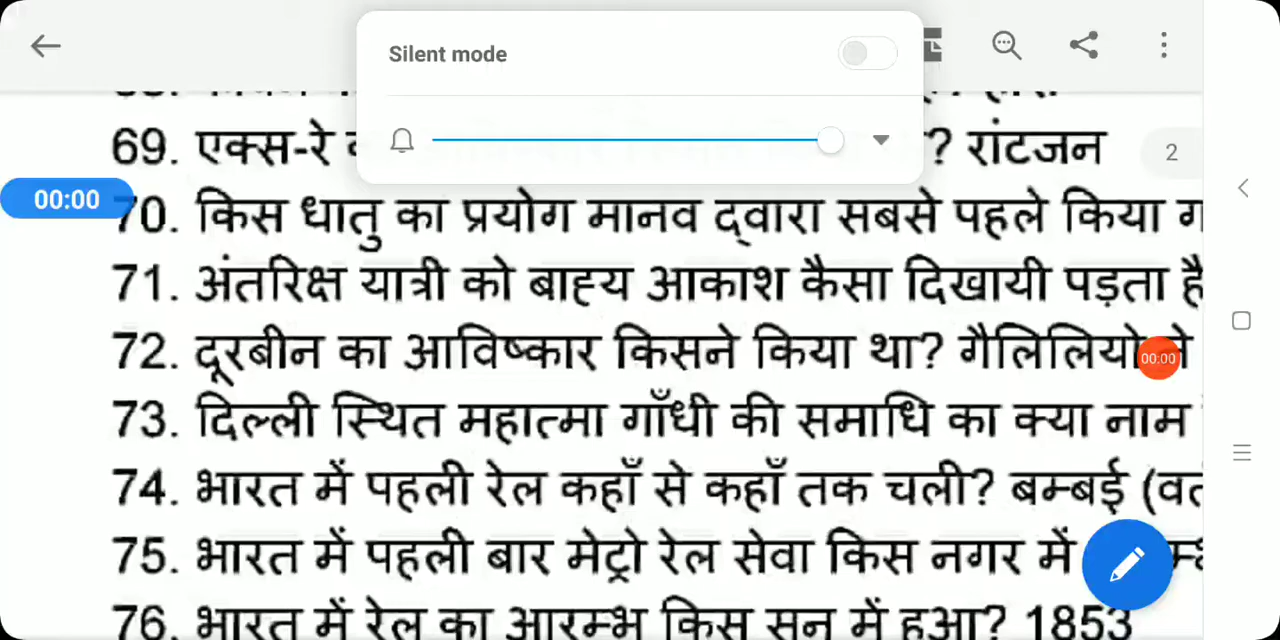 Silent mode
69. एक्स-रे ? रांटजन
2
00:00
70. किस धातु का प्रयोग मानव द्वारा सबसे पहले किया
71. अंतरिक्ष यात्री को बाह्य आकाश कैसा दिखायी पड़ता है
72. दूरबीन का आविष्कार किसने किया था? गैलिलियो ने
00:00
73. दिल्ली स्थित महात्मा गाँधी की समाधि का क्या नाम
74. भारत में पहली रेल कहाँ से कहाँ तक चली? बम्बई
75. भारत में पहली बार मेट्रो रेल सेवा किस नगर में
76. भारत में रेल का आरम्भ किस सन में हुआ? 1853